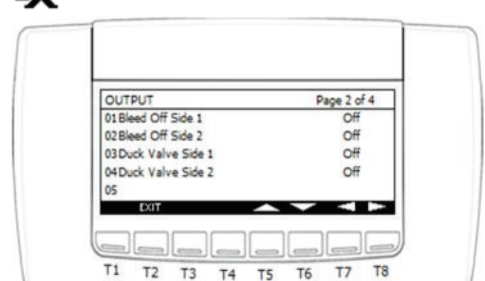 OUTPUT Page 2 of 4
01 Bleed Off Side 1 Off
02 Bleed Off Side 2 Off
03 Duck Valve Side 1 Off
04 Duck Valve Side 2 Off
05
EXIT
T1 T2 T3 T4 T5 T6 T7 T8